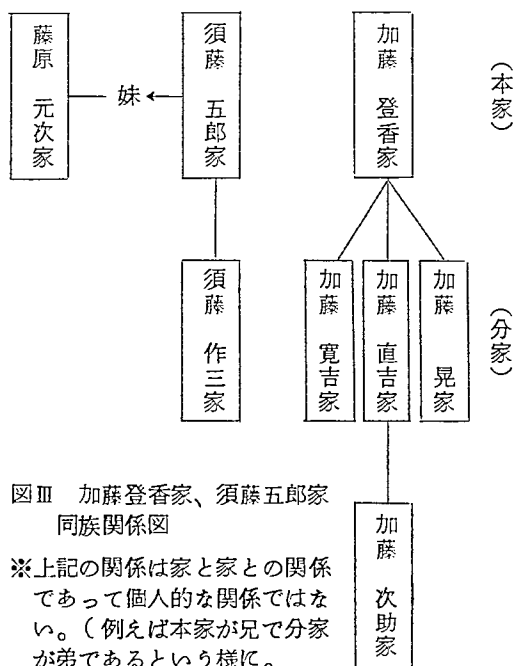 （本家）
加藤　登香家
須藤　五郎家
妹
藤原　元次家
（分家）
加藤　晃家
加藤　直吉家
加藤　寛吉家
須藤　作三家
加藤　次助家
図Ⅲ　加藤登香家、須藤五郎家
同族関係図
※上記の関係は家と家との関係
であって個人的な関係ではな
い。（例えば本家が兄で分家
が弟であるという様に。